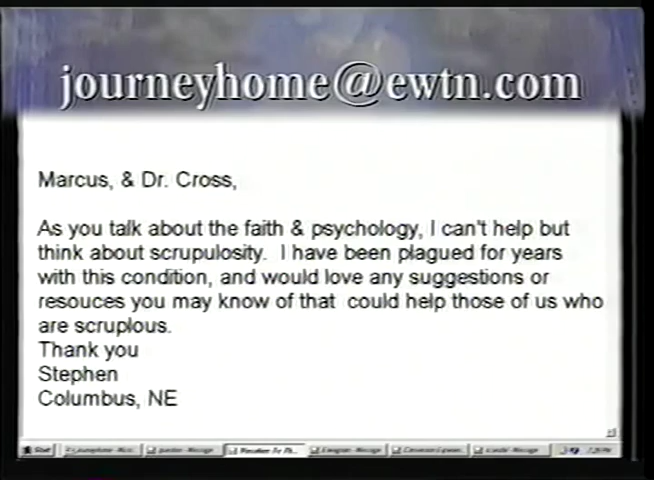 journeyhome@ewtn.com
Marcus, & Dr. Cross,
As you talk about the faith & psychology, I can't help but
think about scrupulosity. I have been plagued for years
with this condition, and would love any suggestions or
resouces you may know of that could help those of us who
are scruplous.
Thank you
Stephen
Columbus, NE
Start